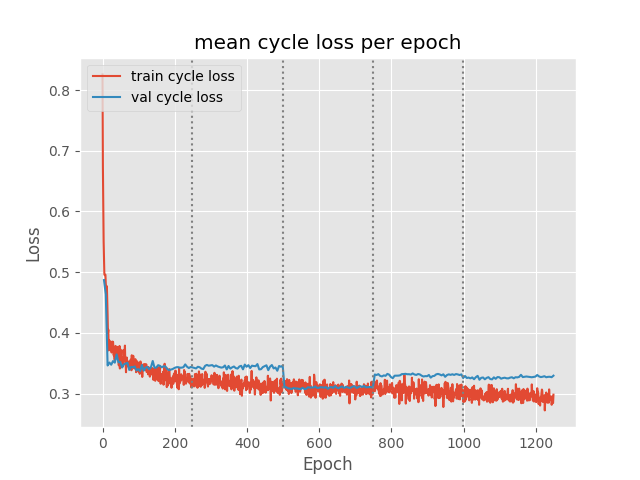 mean cycle loss per epoch
train cycle loss
val cycle loss
0.8
0.7
0.6
0.5
0.4
0.3
Loss
0 200 400 600 800 1000 1200
Epoch